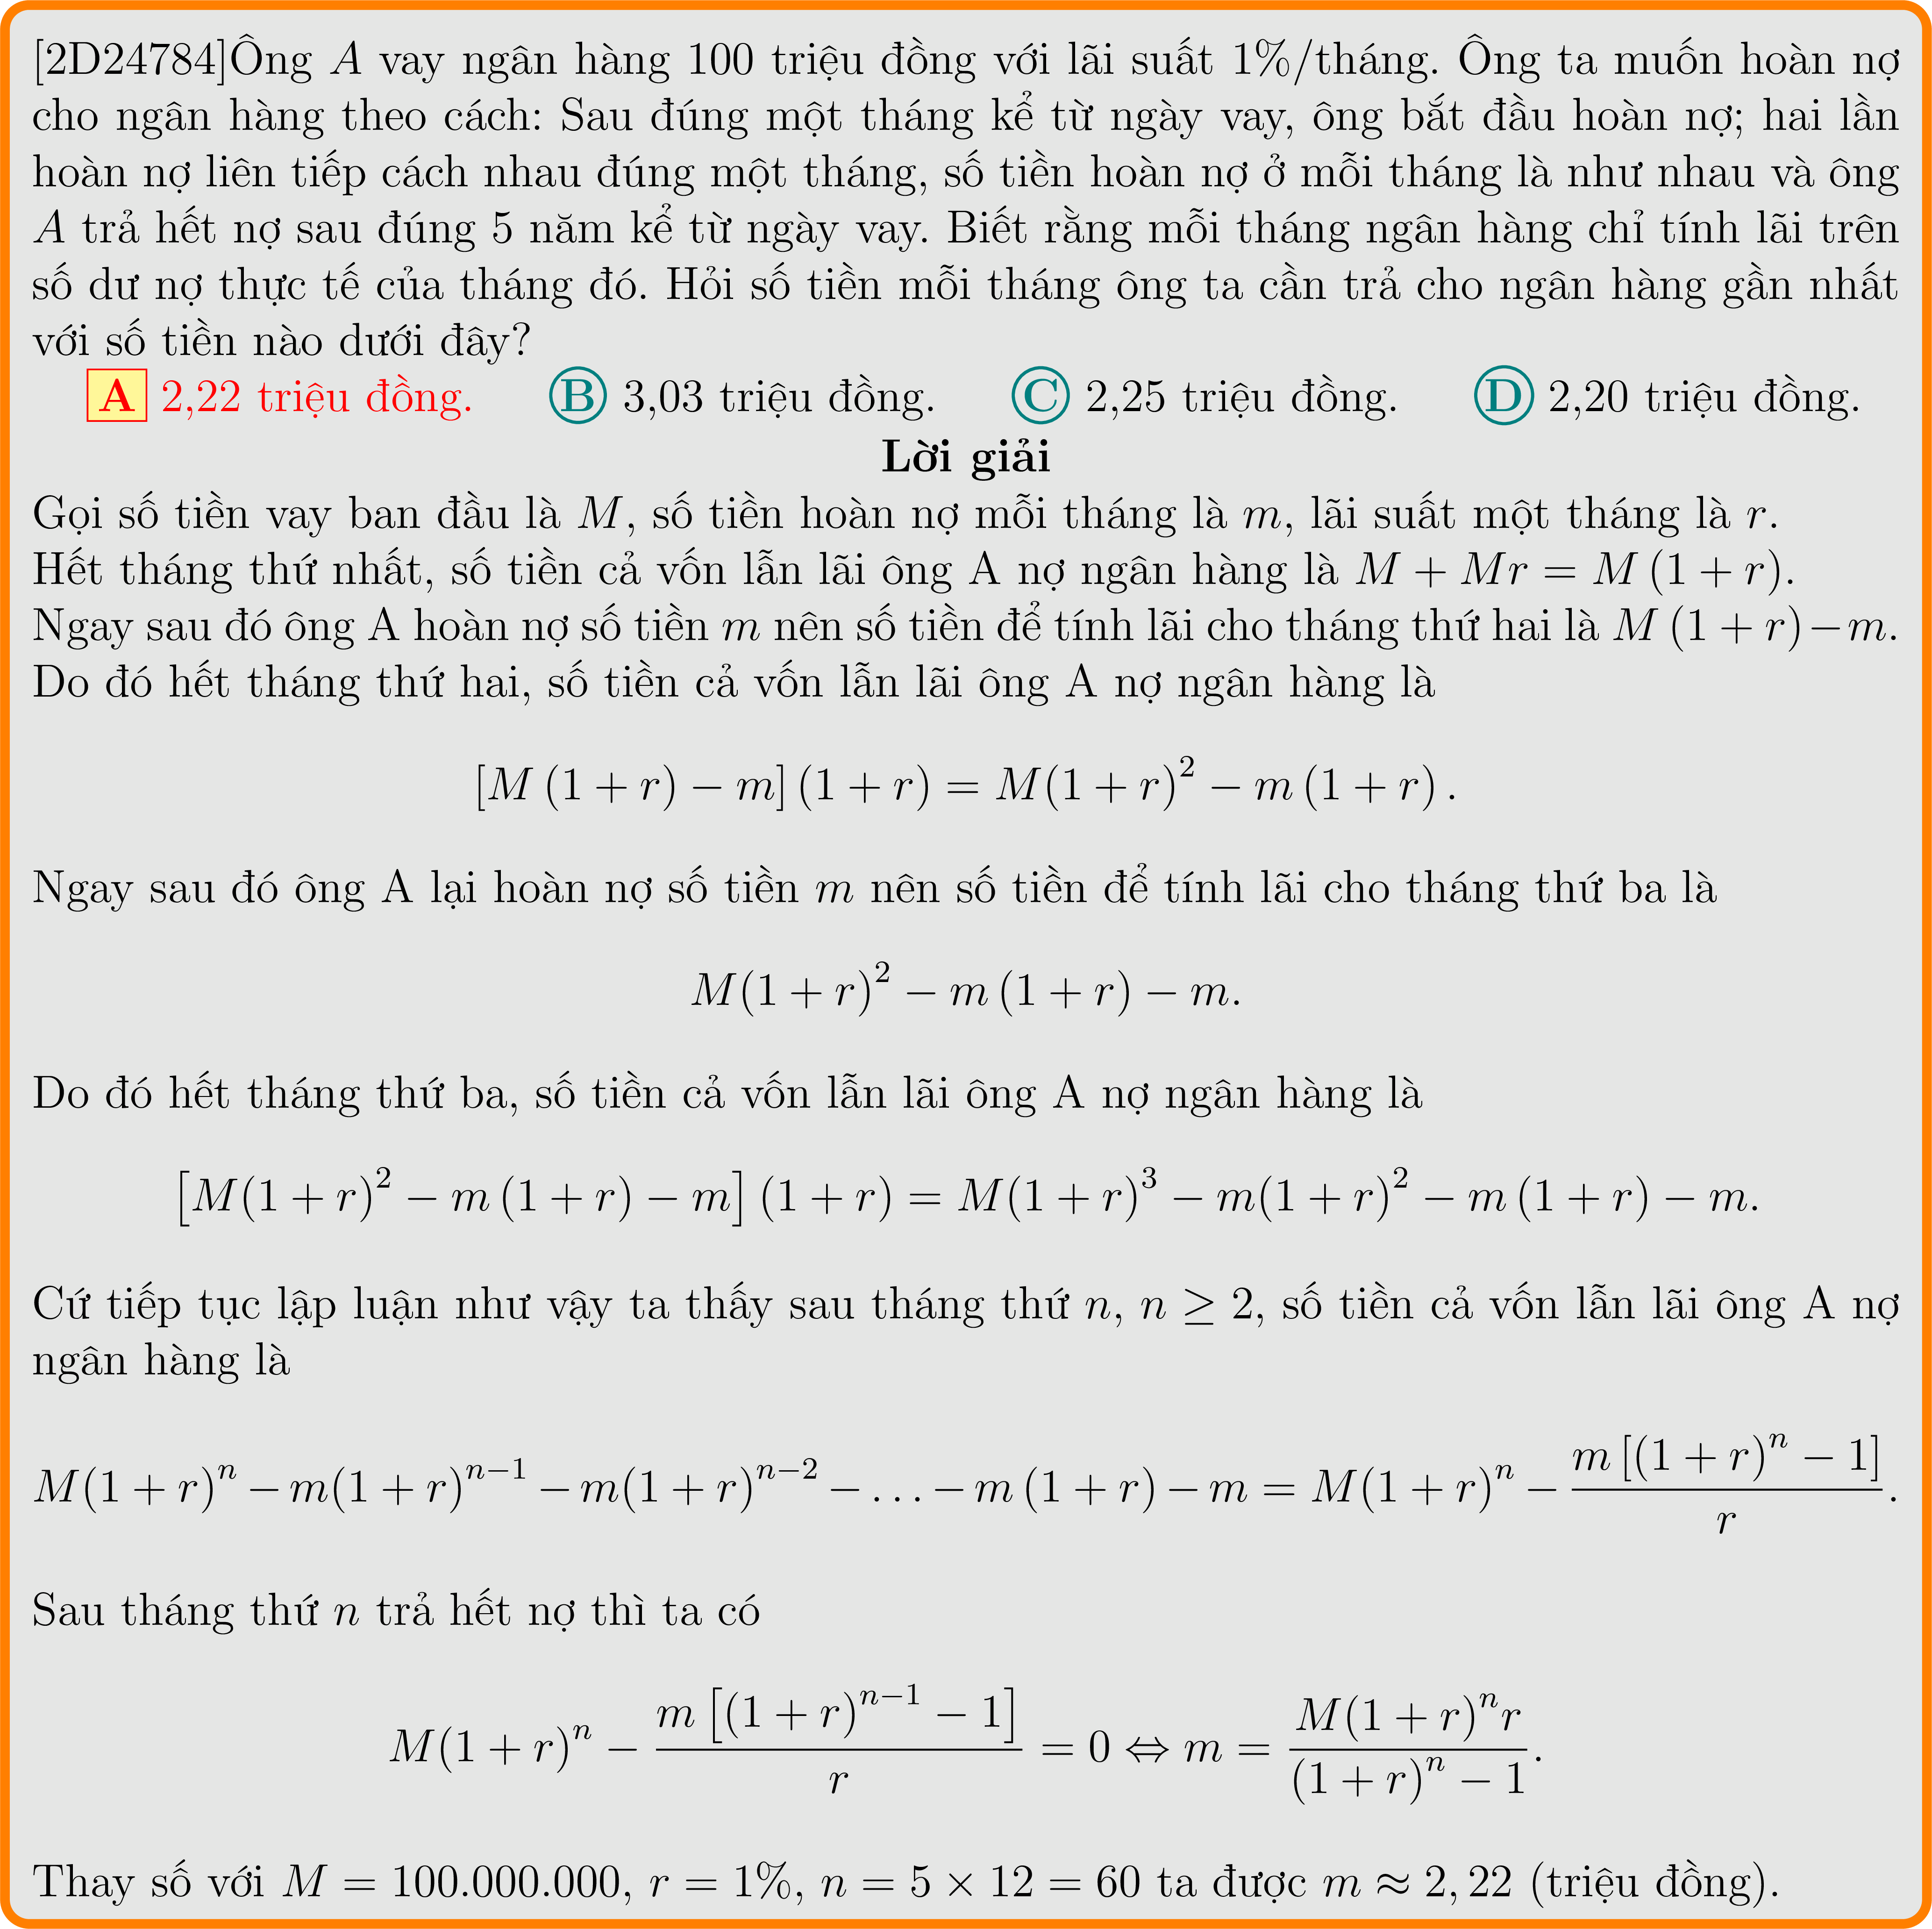 [2D24784]Ông A vay ngân hàng 100 triệu đồng với lãi suất 1%/tháng. Ông ta muốn hoàn nợ
cho ngân hàng theo cách: Sau đúng một tháng kể từ ngày vay, ông bắt đầu hoàn nợ; hai lần
hoàn nợ liên tiếp cách nhau đúng một tháng, số tiền hoàn nợ ở mỗi tháng là như nhau và ông
A trả hết nợ sau đúng 5 năm kể từ ngày vay. Biết rằng mỗi tháng ngân hàng chỉ tính lãi trên
số dư nợ thực tế của tháng đó. Hỏi số tiền mỗi tháng ông ta cần trả cho ngân hàng gần nhất
với số tiền nào dưới đây?
A 2,22 triệu đồng. B 3,03 triệu đồng. C 2,25 triệu đồng. D 2,20 triệu đồng.
Lời giải
Gọi số tiền vay ban đầu là M, số tiền hoàn nợ mỗi tháng là m, lãi suất một tháng là r.
Hết tháng thứ nhất, số tiền cả vốn lẫn lãi ông A nợ ngân hàng là M + Mr = M (1 + r).
Ngay sau đó ông A hoàn nợ số tiền m nên số tiền để tính lãi cho tháng thứ hai là M (1 + r) − m.
Do đó hết tháng thứ hai, số tiền cả vốn lẫn lãi ông A nợ ngân hàng là
[M (1 + r) − m] (1 + r) = M(1 + r)² − m (1 + r) .
Ngay sau đó ông A lại hoàn nợ số tiền m nên số tiền để tính lãi cho tháng thứ ba là
M(1 + r)² − m (1 + r) − m.
Do đó hết tháng thứ ba, số tiền cả vốn lẫn lãi ông A nợ ngân hàng là
[M(1 + r)² − m (1 + r) − m] (1 + r) = M(1 + r)³ − m(1 + r)² − m (1 + r) − m.
Cứ tiếp tục lập luận như vậy ta thấy sau tháng thứ n, n ≥ 2, số tiền cả vốn lẫn lãi ông A nợ
ngân hàng là
M(1 + r)^n − m(1 + r)^{n−1} − m(1 + r)^{n−2} − . . . − m (1 + r) − m = M(1 + r)^n − \frac{m [(1 + r)^n − 1]}{r}.
Sau tháng thứ n trả hết nợ thì ta có
M(1 + r)^n − \frac{m [(1 + r)^{n−1} − 1]}{r} = 0 ⇔ m = \frac{M(1 + r)^n r}{(1 + r)^n − 1}.
Thay số với M = 100.000.000, r = 1%, n = 5 × 12 = 60 ta được m ≈ 2, 22 (triệu đồng).